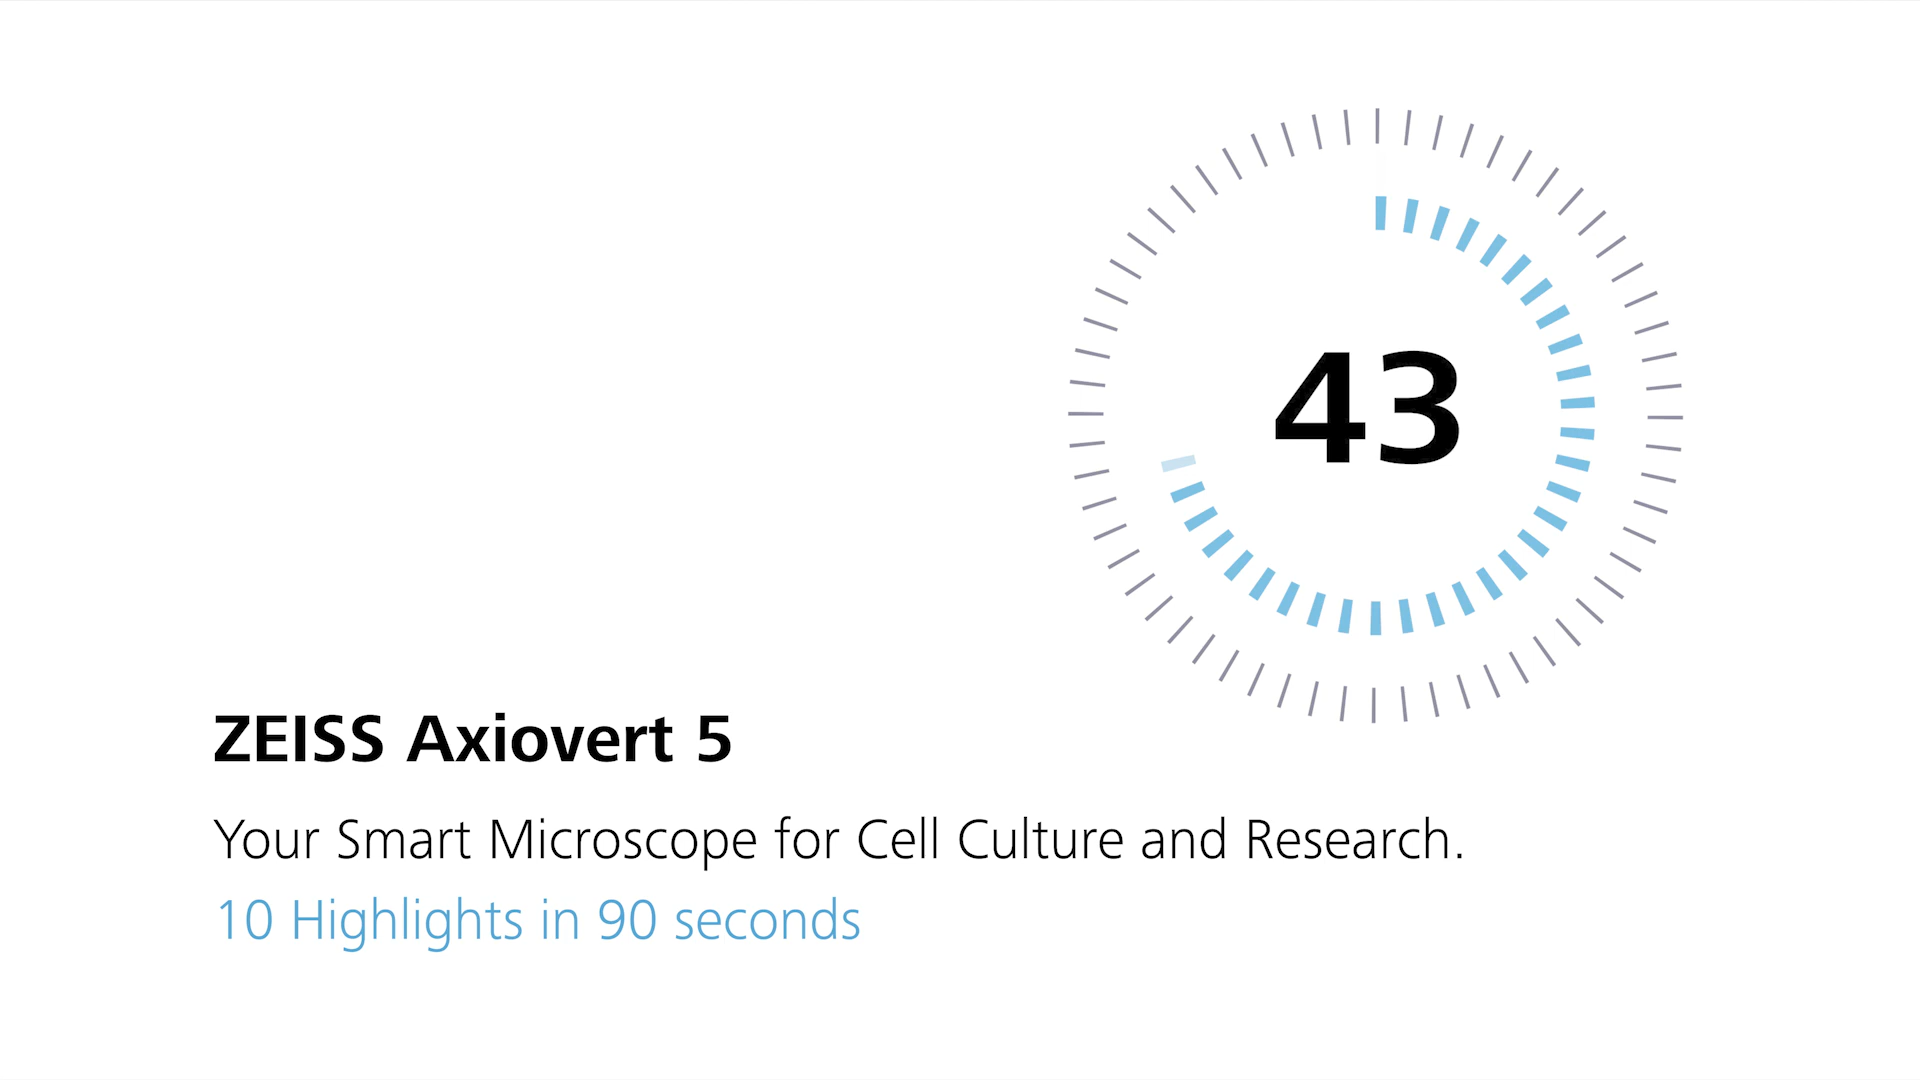 43
ZEISS Axiovert 5
Your Smart Microscope for Cell Culture and Research.
10 Highlights in 90 seconds